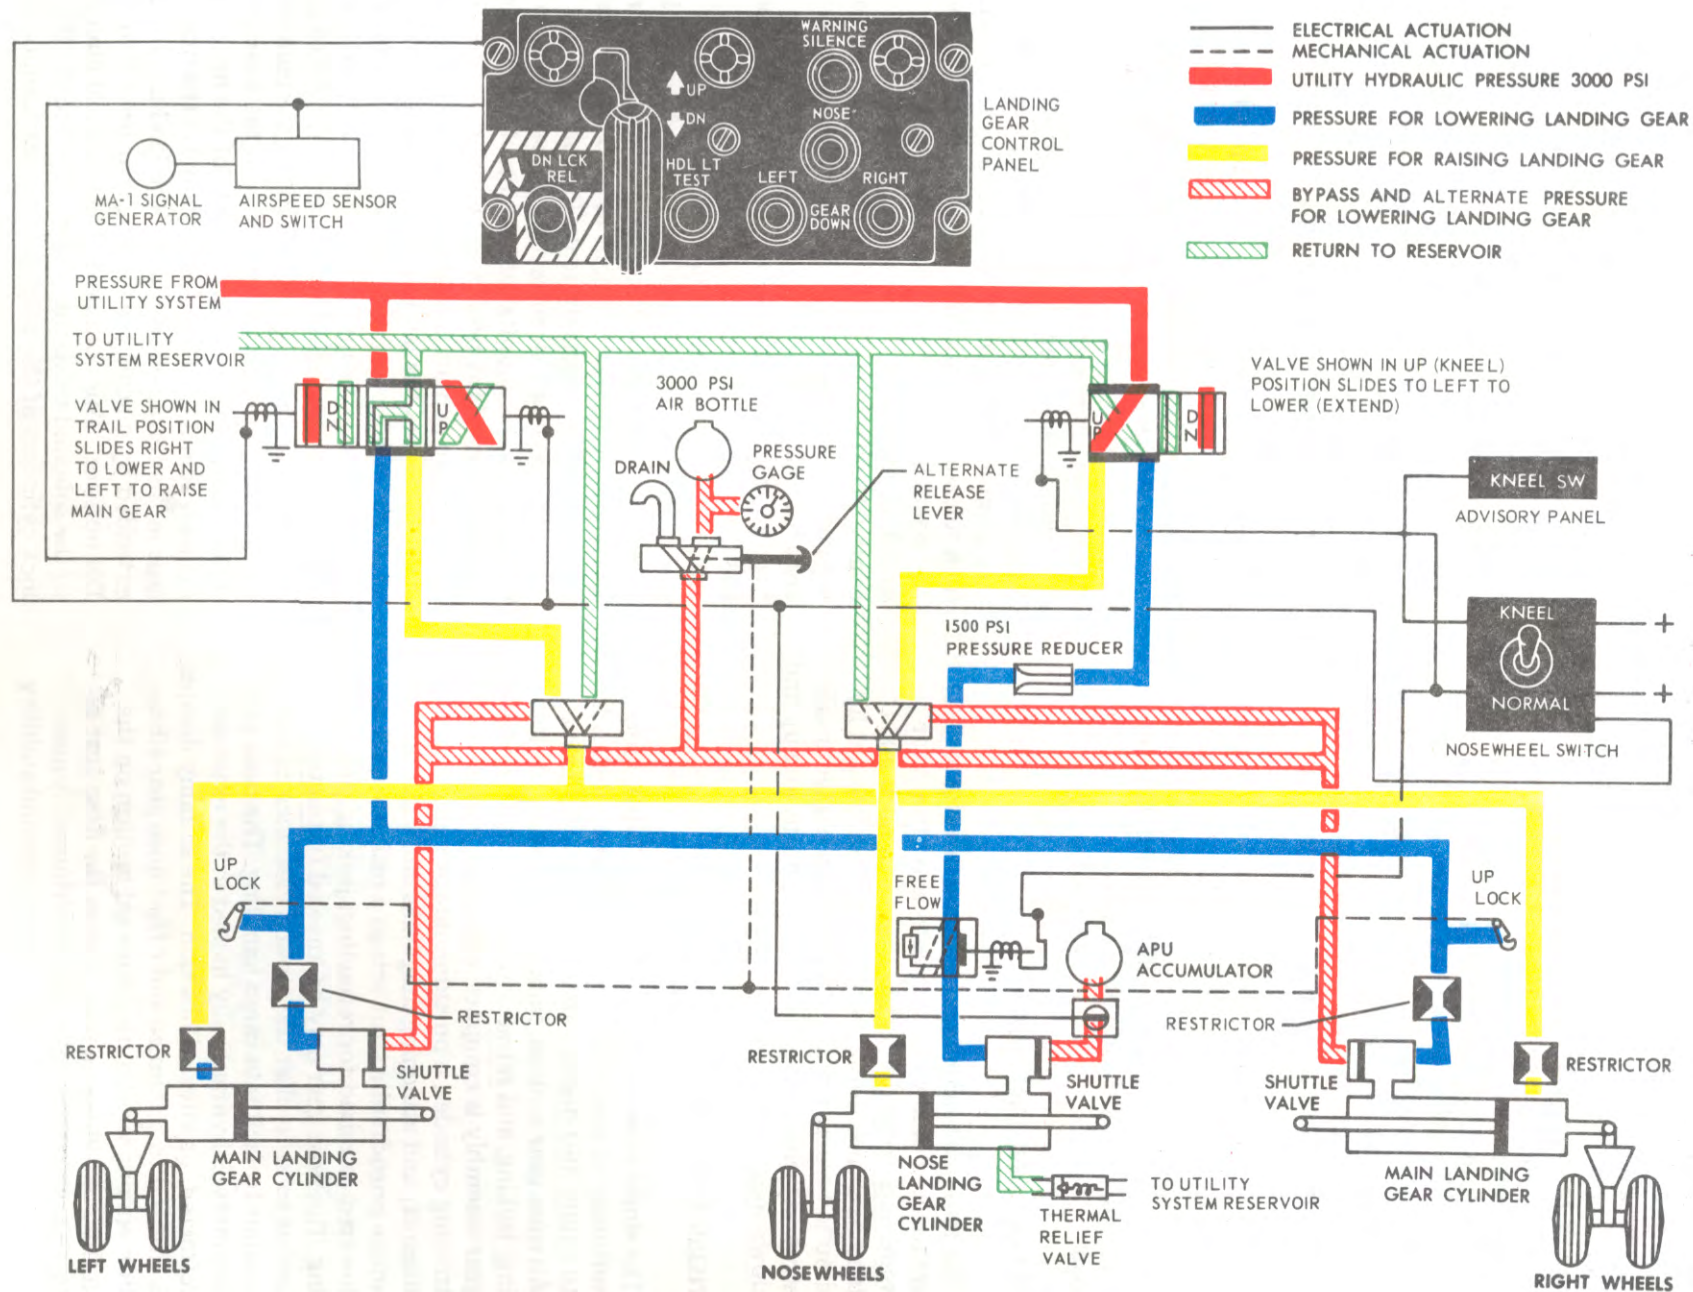 WARNING
SILENCE
UP
DN
NOSE
DN LCK
REL
HDL LT
TEST
LEFT
RIGHT
GEAR
DOWN
LANDING
GEAR
CONTROL
PANEL
ELECTRICAL ACTUATION
MECHANICAL ACTUATION
UTILITY HYDRAULIC PRESSURE 3000 PSI
PRESSURE FOR LOWERING LANDING GEAR
PRESSURE FOR RAISING LANDING GEAR
BYPASS AND ALTERNATE PRESSURE
FOR LOWERING LANDING GEAR
RETURN TO RESERVOIR
MA-1 SIGNAL
GENERATOR
AIRSPEED SENSOR
AND SWITCH
PRESSURE FROM
UTILITY SYSTEM
TO UTILITY
SYSTEM RESERVOIR
VALVE SHOWN IN
TRAIL POSITION
SLIDES RIGHT
TO LOWER AND
LEFT TO RAISE
MAIN GEAR
DN
UP
3000 PSI
AIR BOTTLE
DRAIN
PRESSURE
GAGE
ALTERNATE
RELEASE
LEVER
UP
DN
VALVE SHOWN IN UP (KNEEL)
POSITION SLIDES TO LEFT TO
LOWER (EXTEND)
KNEEL SW
ADVISORY PANEL
KNEEL
NORMAL
+
+
NOSEWHEEL SWITCH
1500 PSI
PRESSURE REDUCER
UP
LOCK
FREE
FLOW
APU
ACCUMULATOR
UP
LOCK
RESTRICTOR
RESTRICTOR
RESTRICTOR
SHUTTLE
VALVE
RESTRICTOR
SHUTTLE
VALVE
SHUTTLE
VALVE
RESTRICTOR
MAIN LANDING
GEAR CYLINDER
NOSE
LANDING
GEAR
CYLINDER
THERMAL
RELIEF
VALVE
TO UTILITY
SYSTEM RESERVOIR
MAIN LANDING
GEAR CYLINDER
LEFT WHEELS
NOSEWHEELS
RIGHT WHEELS